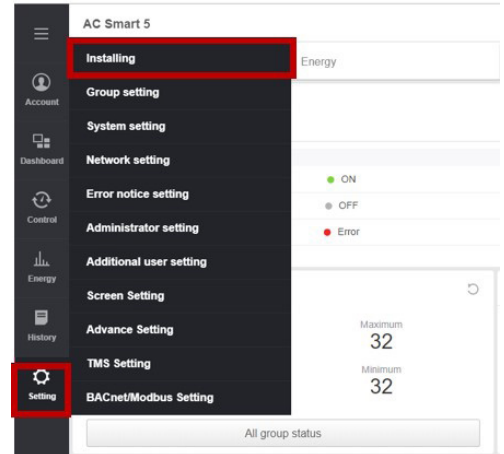 AC Smart 5
Installing
Energy
Account
Group setting
System setting
Dashboard
Network setting
ON
Error notice setting
OFF
Control
Administrator setting
Error
Additional user setting
Energy
Screen Setting
Advance Setting
Maximum
32
History
TMS Setting
Minimum
32
Setting
BACnet/Modbus Setting
All group status